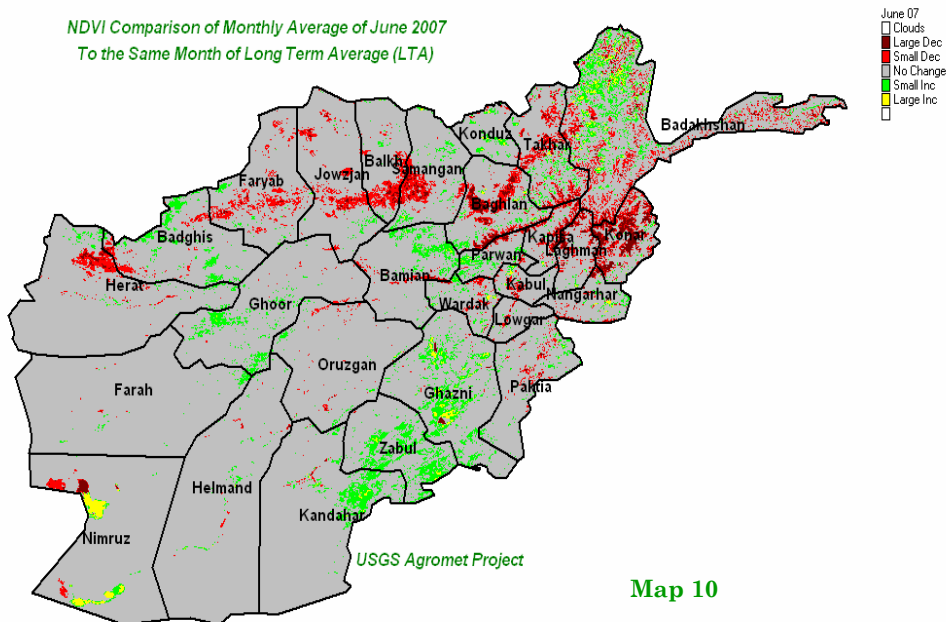 NDVI Comparison of Monthly Average of June 2007
To the Same Month of Long Term Average (LTA)
June 07
Clouds
Large Dec
Small Dec
No Change
Small Inc
Large Inc
Badakhshan
Konduz
Takhar
Balkh
Samangan
Jowzjan
Faryab
Baghlan
Badghis
Kapisa
Konar
Parwan
Laghman
Bamian
Herat
Kabul
Nangarhar
Ghoor
Wardak
Lowgar
Oruzgan
Farah
Ghazni
Paktia
Zabul
Helmand
Kandahar
Nimruz
USGS Agromet Project
Map 10